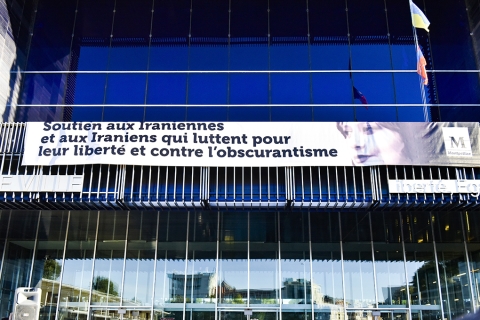 Soutien aux Iraniennes
et aux Iraniens qui luttent pour
leur liberté et contre l'obscurantisme
M